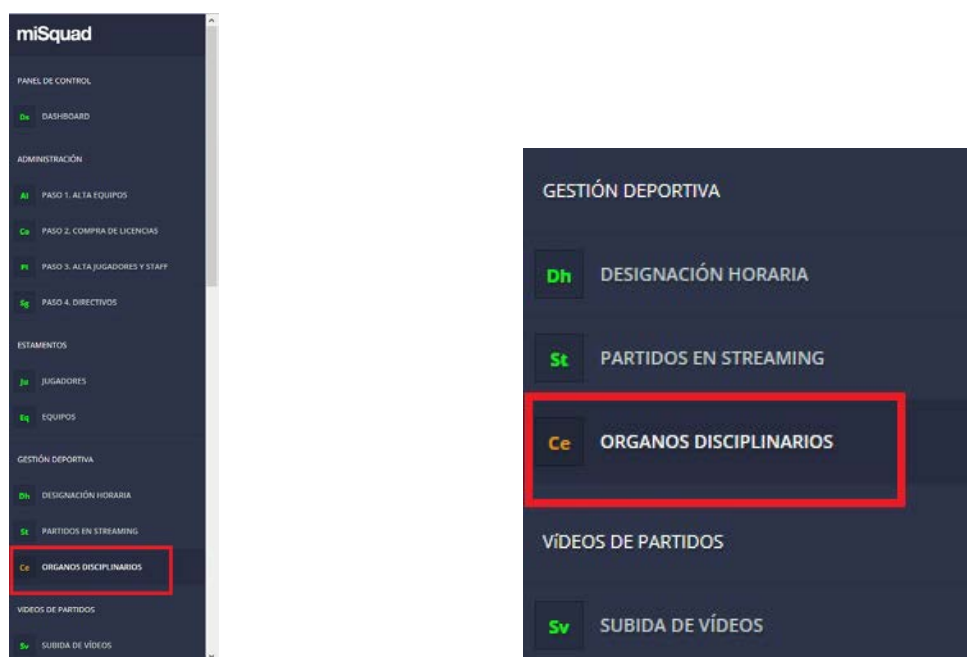 miSquad
PANEL DE CONTROL
Ds DASHBOARD
ADMINISTRACIÓN
Al PASO 1. ALTA EQUIPOS
Co PASO 2. COMPRA DE LICENCIAS
Pl PASO 3. ALTA JUGADORES Y STAFF
Sg PASO 4. DIRECTIVOS
ESTAMENTOS
Ju JUGADORES
Eq EQUIPOS
GESTIÓN DEPORTIVA
Dh DESIGNACIÓN HORARIA
St PARTIDOS EN STREAMING
Ce ORGANOS DISCIPLINARIOS
VIDEOS DE PARTIDOS
Sv SUBIDA DE VÍDEOS
GESTIÓN DEPORTIVA
Dh DESIGNACIÓN HORARIA
St PARTIDOS EN STREAMING
Ce ORGANOS DISCIPLINARIOS
VíDEOS DE PARTIDOS
Sv SUBIDA DE VÍDEOS